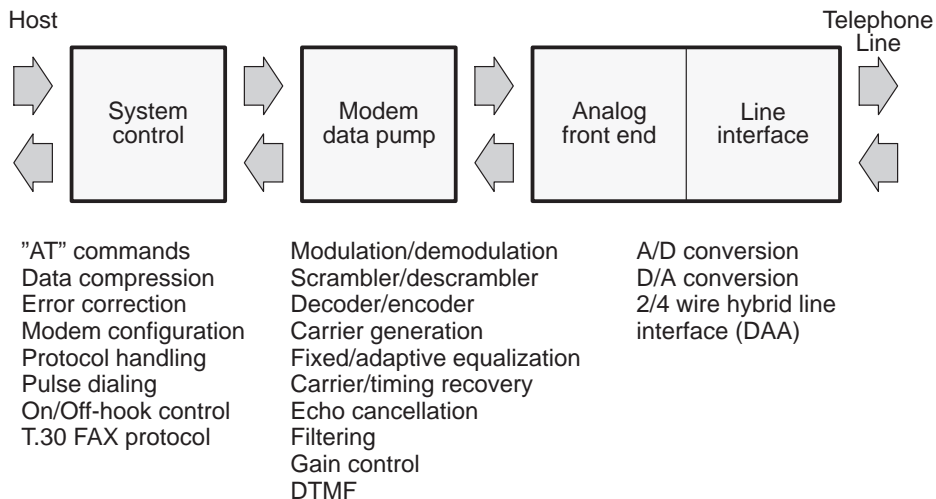 Host
Telephone
Line
System
control
Modem
data pump
Analog
front end
Line
interface
”AT” commands
Data compression
Error correction
Modem configuration
Protocol handling
Pulse dialing
On/Off-hook control
T.30 FAX protocol
Modulation/demodulation
Scrambler/descrambler
Decoder/encoder
Carrier generation
Fixed/adaptive equalization
Carrier/timing recovery
Echo cancellation
Filtering
Gain control
DTMF
A/D conversion
D/A conversion
2/4 wire hybrid line
interface (DAA)